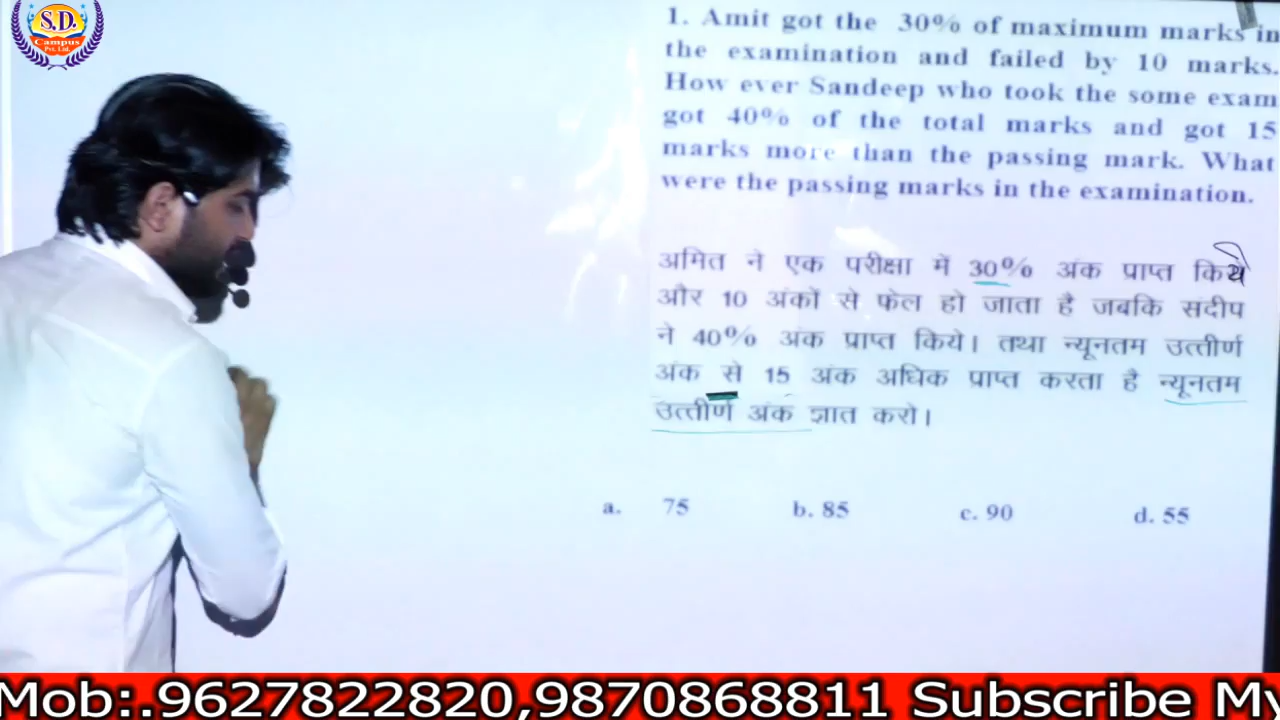 S.D.
Campus
Pvt. Ltd.
1. Amit got the 30% of maximum marks in
the examination and failed by 10 marks.
How ever Sandeep who took the some exam
got 40% of the total marks and got 15
marks more than the passing mark. What
were the passing marks in the examination.
अमित ने एक परीक्षा में 30% अंक प्राप्त किये
और 10 अंकों से फेल हो जाता है जबकि संदीप
ने 40% अंक प्राप्त किये। तथा न्यूनतम उत्तीर्ण
अंक से 15 अंक अधिक प्राप्त करता है न्यूनतम
उत्तीर्ण अंक ज्ञात करो।
a. 75 b. 85 c. 90 d. 55
Mob:.9627822820,9870868811 Subscribe My